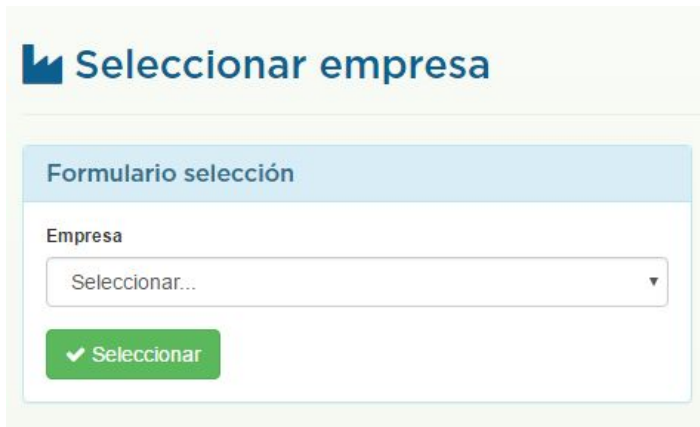 Seleccionar empresa
Formulario selección
Empresa
Seleccionar...
Seleccionar